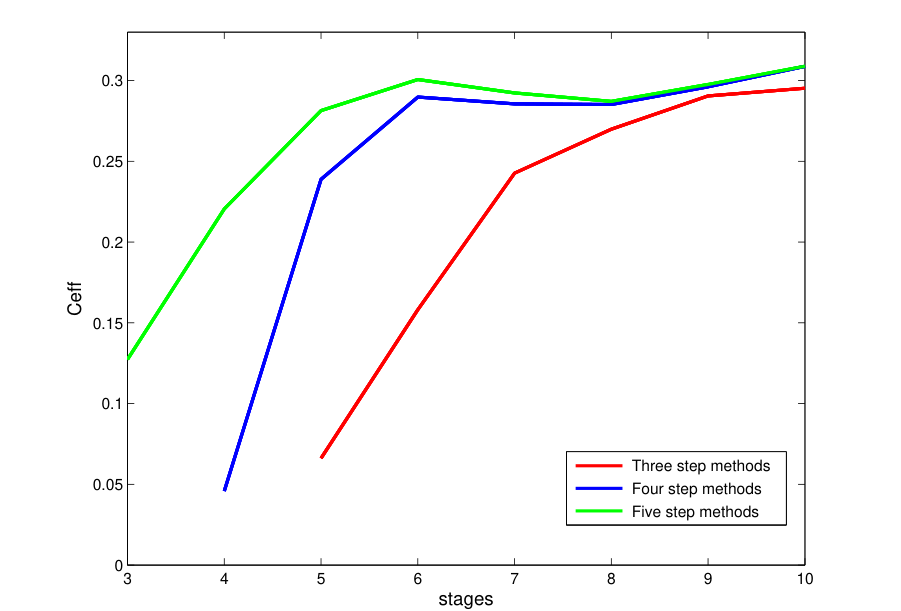 Ceff
0.3
0.25
0.2
0.15
0.1
0.05
0
3 4 5 6 7 8 9 10
stages
Three step methods
Four step methods
Five step methods